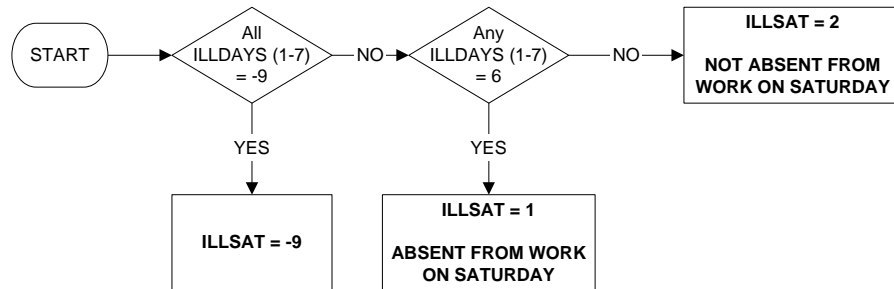 START
All
ILLDAYS (1-7)
= -9
NO
Any
ILLDAYS (1-7)
= 6
NO
ILLSAT = 2
NOT ABSENT FROM
WORK ON SATURDAY
YES
YES
ILLSAT = -9
ILLSAT = 1
ABSENT FROM WORK
ON SATURDAY